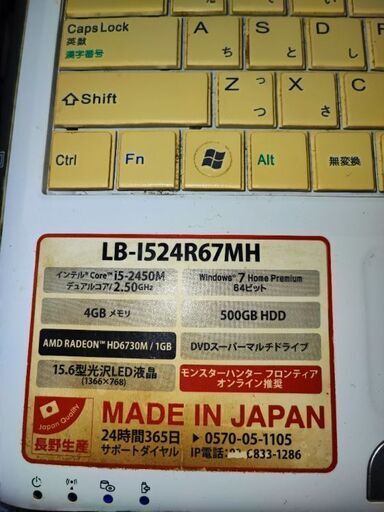 CapsLock
英数
漢字番号
A
ち
S
と
D
し
⇧Shift
Z
つ
っ
X
さ
Ctrl
Fn
Alt
無変換
LB-I524R67MH
インテル® Core™ i5-2450M
デュアルコア/ 2.50GHz
Windows® 7 Home Premium
64ビット
4GB メモリ
500GB HDD
AMD RADEON™ HD6730M / 1GB
DVDスーパーマルチドライブ
15.6型光沢LED液晶
(1366×768)
モンスターハンター フロンティア
オンライン推奨
Japan Quality
長野生産
MADE IN JAPAN
24時間365日
サポートダイヤル
▶ 0570-05-1105
IP電話: 6833-1286